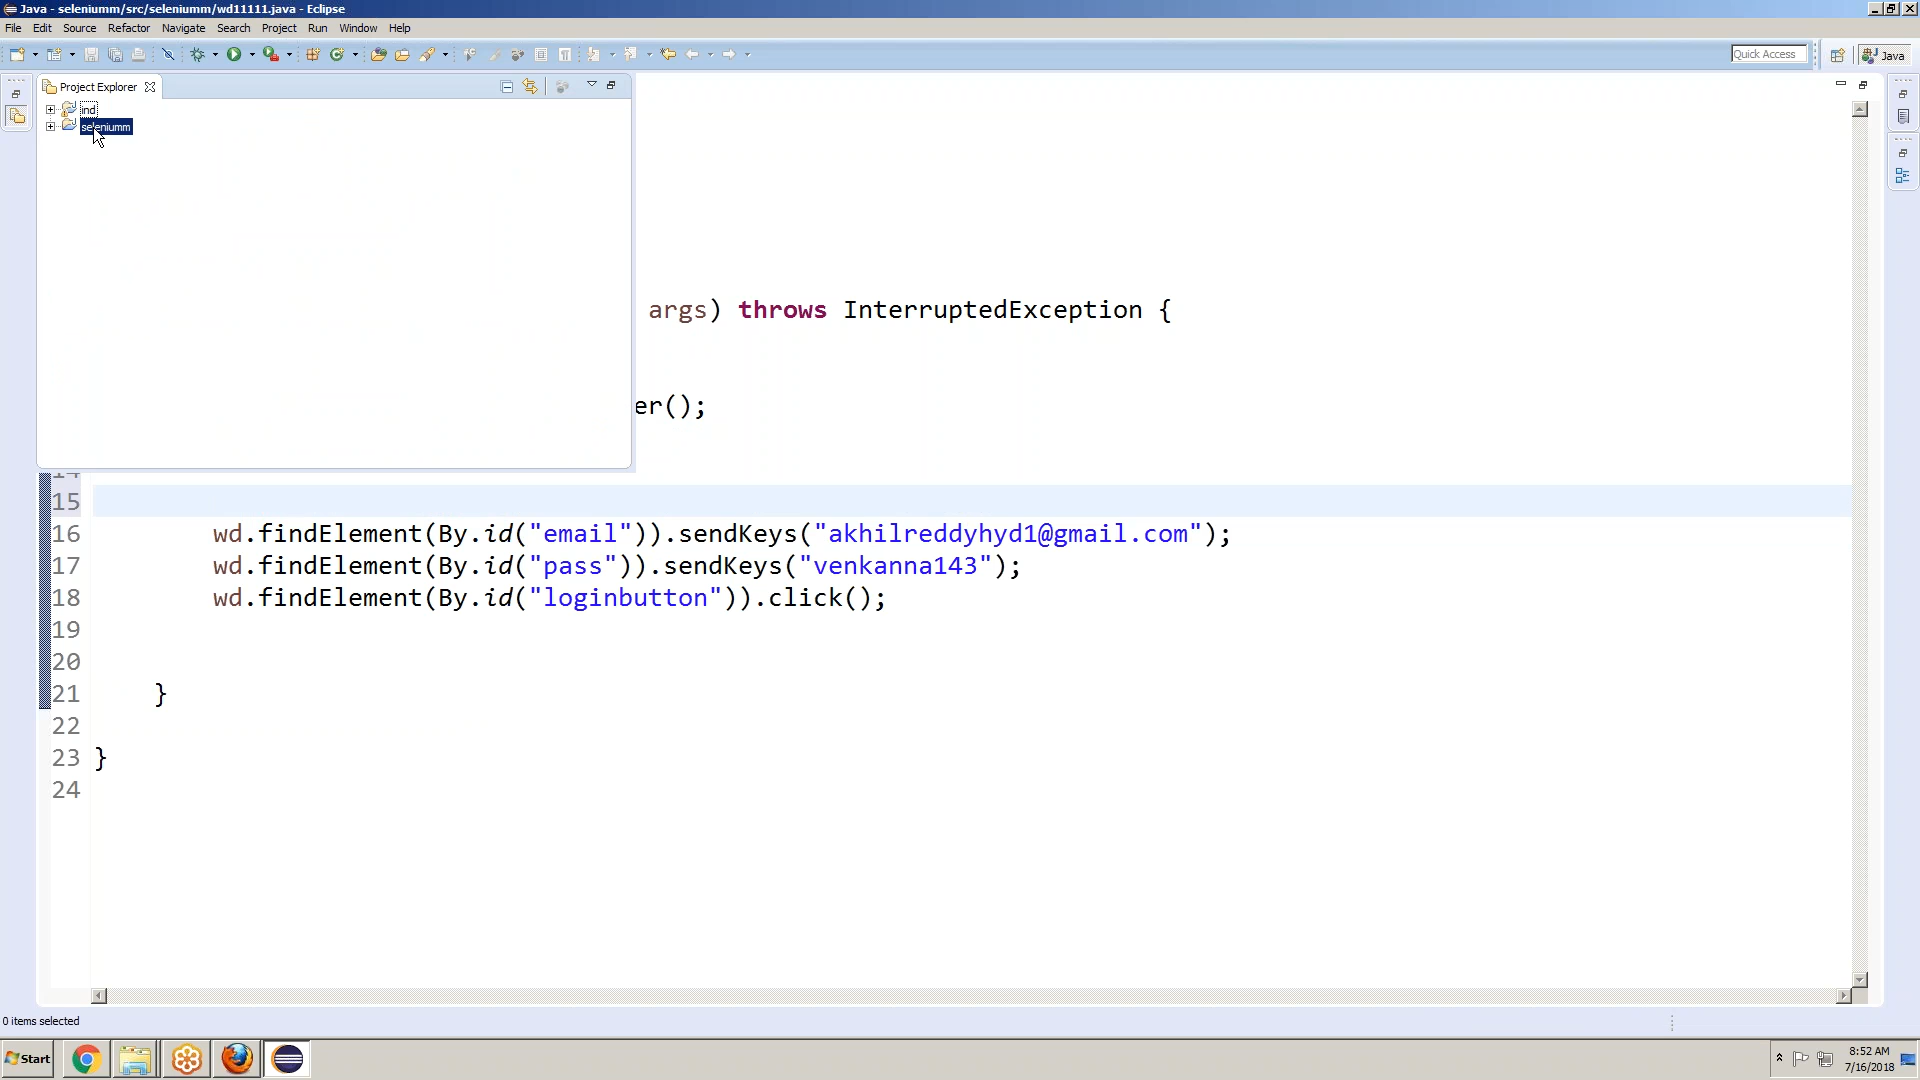 Java - seleniumm/src/seleniumm/wd11111.java - Eclipse
File Edit Source Refactor Navigate Search Project Run Window Help
Quick Access Java
Project Explorer
ind
seleniumm
args) throws InterruptedException {
er();
15
16 wd.findElement(By.id("email")).sendKeys("akhilreddyhyd1@gmail.com");
17 wd.findElement(By.id("pass")).sendKeys("venkanna143");
18 wd.findElement(By.id("loginbutton")).click();
19
20
21 }
22
23 }
24
0 items selected
Start
8:52 AM
7/16/2018